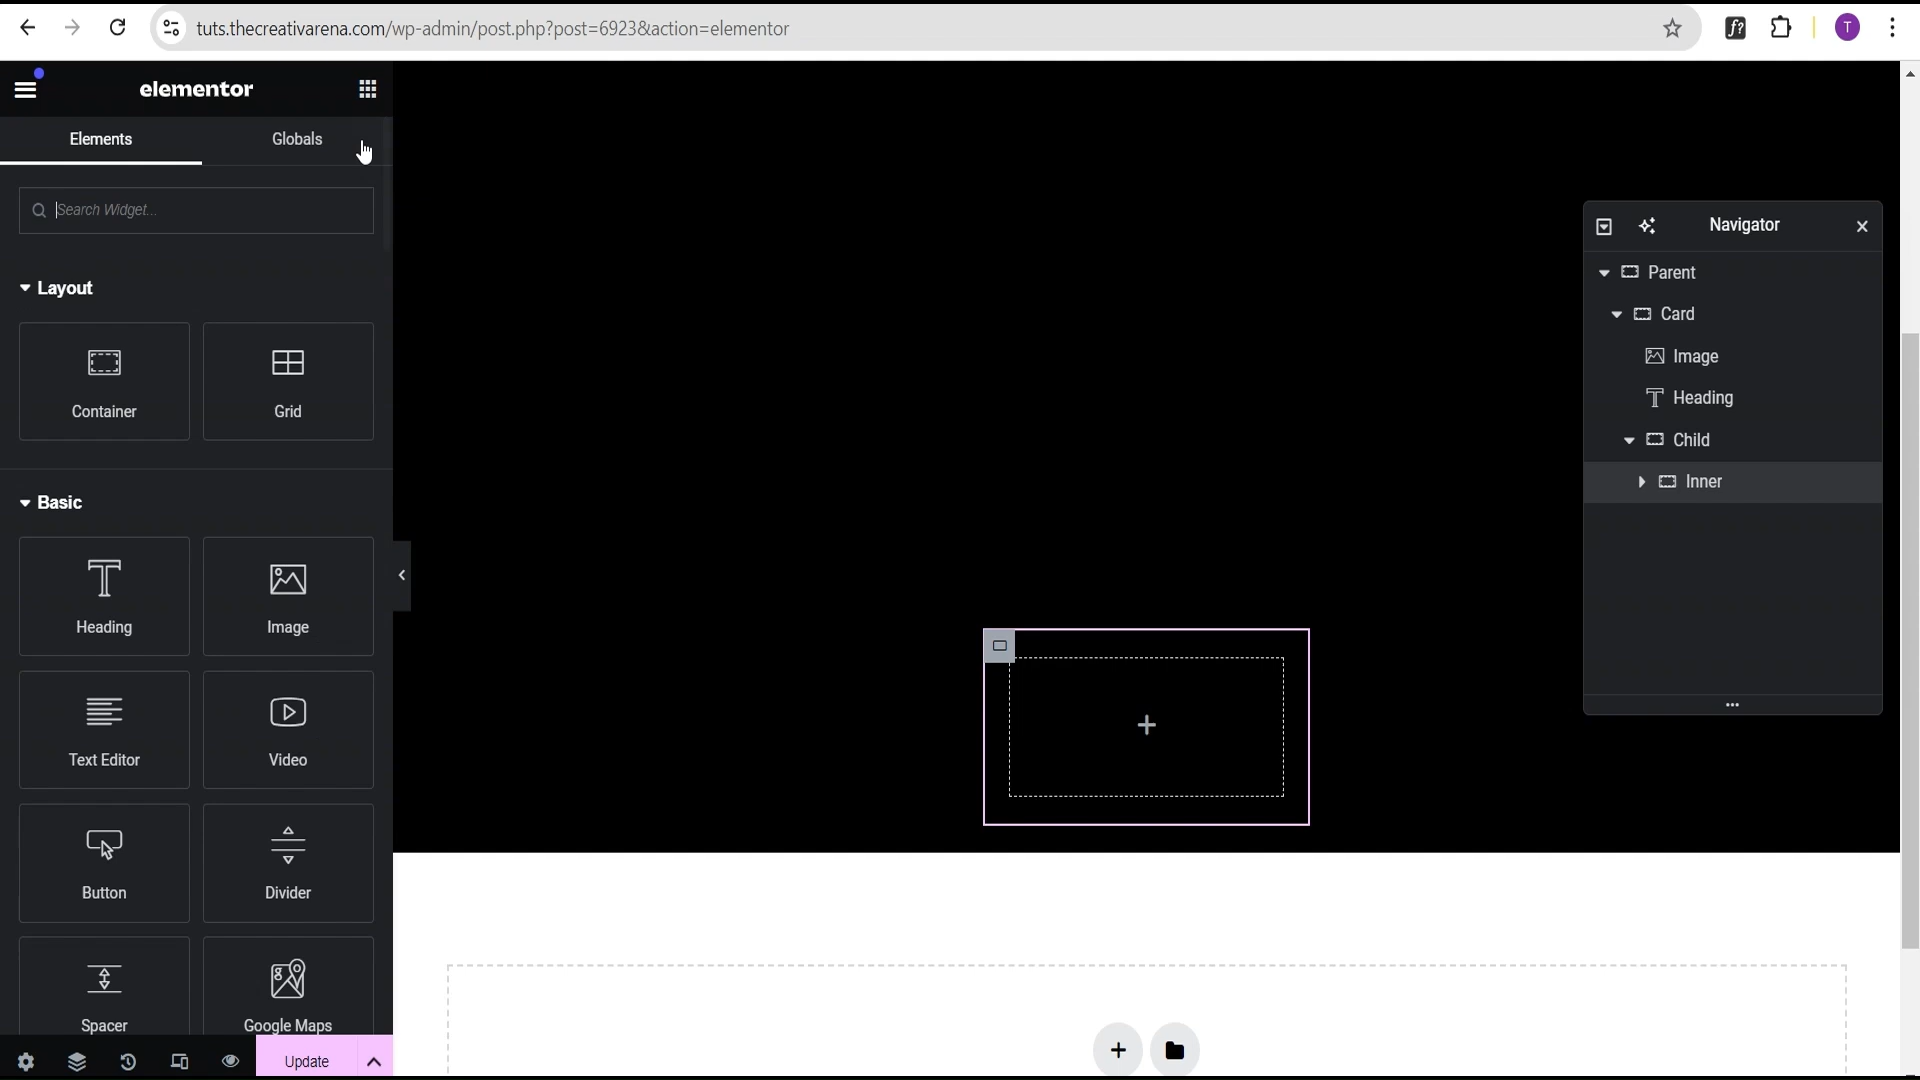 tuts.thecreativarena.com/wp-admin/post.php?post=6923&action=elementor
f?
T
elementor
Elements
Globals
Search Widget...
Layout
Container
Grid
Basic
Heading
Image
Text Editor
Video
Button
Divider
Spacer
Google Maps
Update
Navigator
Parent
Card
Image
Heading
Child
Inner